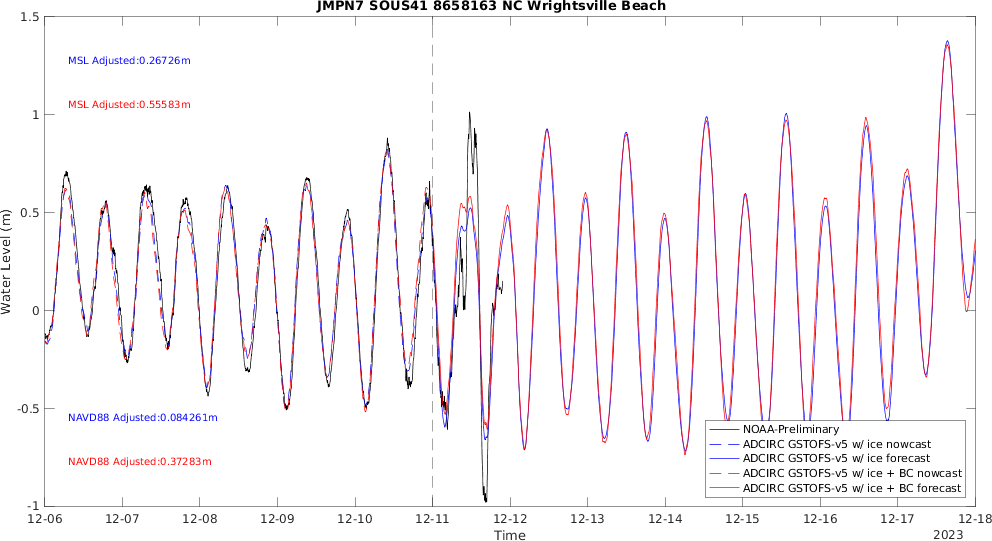 JMPN7 SOUS41 8658163 NC Wrightsville Beach
1.5
MSL Adjusted:0.26726m
MSL Adjusted:0.55583m
1
0.5
Water Level (m)
0
-0.5
NAVD88 Adjusted:0.084261m
NAVD88 Adjusted:0.37283m
NOAA-Preliminary
ADCIRC GSTOFS-v5 w/ ice nowcast
ADCIRC GSTOFS-v5 w/ ice forecast
ADCIRC GSTOFS-v5 w/ ice + BC nowcast
ADCIRC GSTOFS-v5 w/ ice + BC forecast
-1
12-06 12-07 12-08 12-09 12-10 12-11 12-12 12-13 12-14 12-15 12-16 12-17 12-18
Time
2023